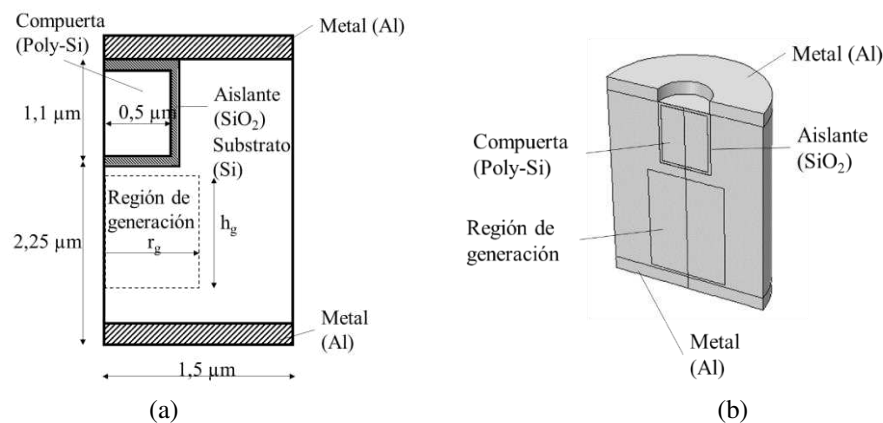 Compuerta
(Poly-Si)
Metal (Al)
1,1 µm
0,5 µm
Aislante
(SiO2)
Substrato
(Si)
Región de
generación
rg
hg
2,25 µm
Metal
(Al)
1,5 µm
(a)
Metal (Al)
Compuerta
(Poly-Si)
Aislante
(SiO2)
Región de
generación
Metal
(Al)
(b)